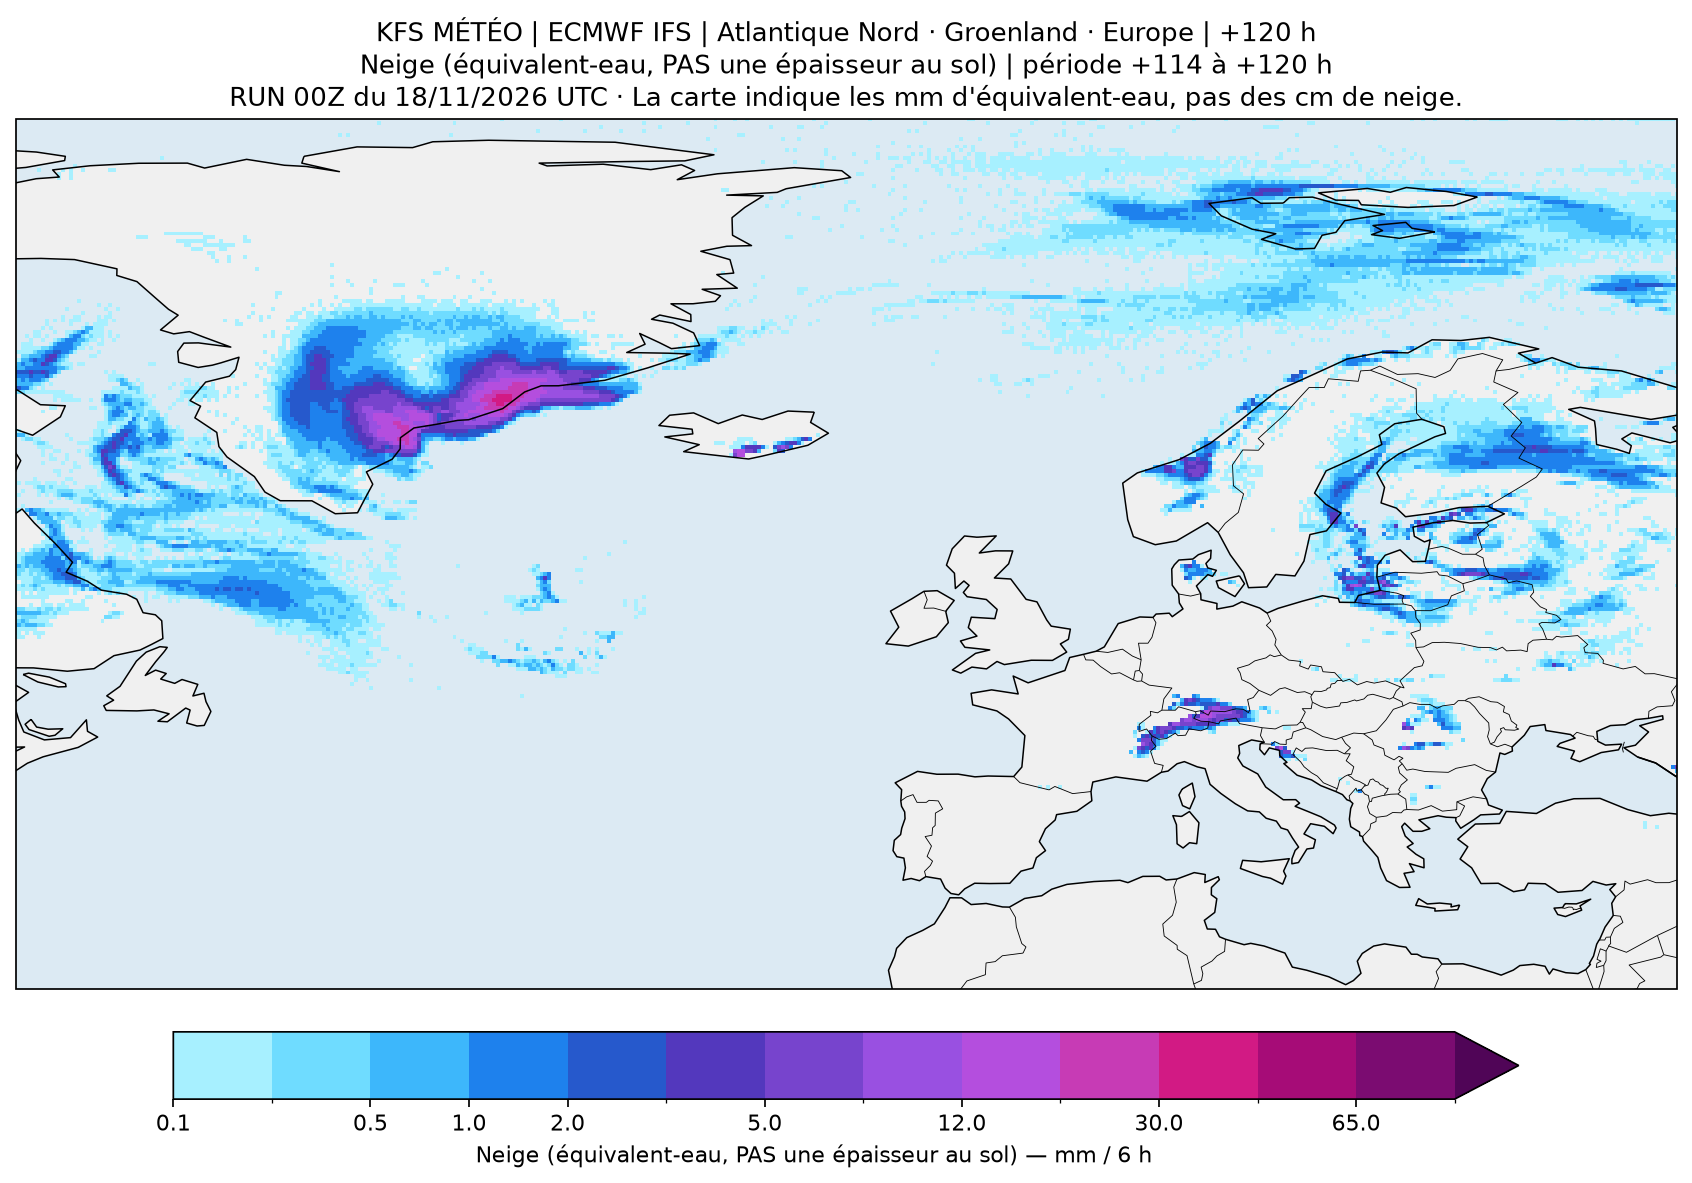 KFS MÉTÉO | ECMWF IFS | Atlantique Nord · Groenland · Europe | +120 h
Neige (équivalent-eau, PAS une épaisseur au sol) | période +114 à +120 h
RUN 00Z du 18/11/2026 UTC · La carte indique les mm d'équivalent-eau, pas des cm de neige.
0.1 0.5 1.0 2.0 5.0 12.0 30.0 65.0
Neige (équivalent-eau, PAS une épaisseur au sol) — mm / 6 h